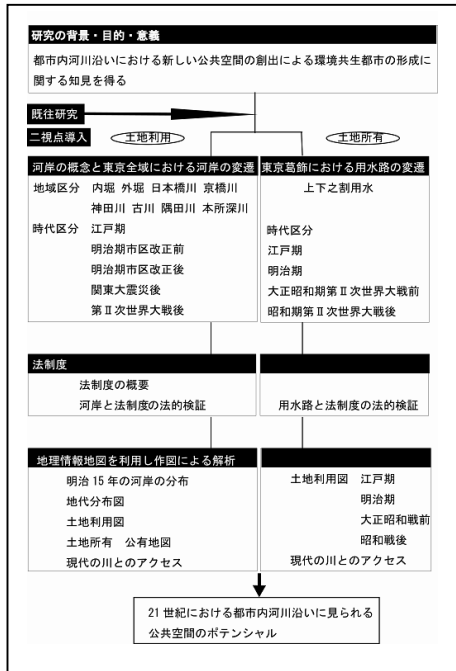 研究の背景・目的・意義
都市内河川沿いにおける新しい公共空間の創出による環境共生都市の形成に
関する知見を得る
既往研究
二視点導入
土地利用
土地所有
河岸の概念と東京全域における河岸の変遷
地域区分 内堀 外堀 日本橋川 京橋川
神田川 古川 隅田川 本所深川
時代区分 江戸期
明治期市区改正前
明治期市区改正後
関東大震災後
第Ⅱ次世界大戦後
東京葛飾における用水路の変遷
上下之割用水
時代区分
江戸期
明治期
大正昭和期第Ⅱ次世界大戦前
昭和期第Ⅱ次世界大戦後
法制度
法制度の概要
河岸と法制度の法的検証
用水路と法制度の法的検証
地理情報地図を利用し作図による解析
明治15年の河岸の分布
地代分布図
土地利用図
土地所有 公有地図
現代の川とのアクセス
土地利用図 江戸期
明治期
大正昭和戦前
昭和戦後
現代の川とのアクセス
21世紀における都市内河川沿いに見られる
公共空間のポテンシャル